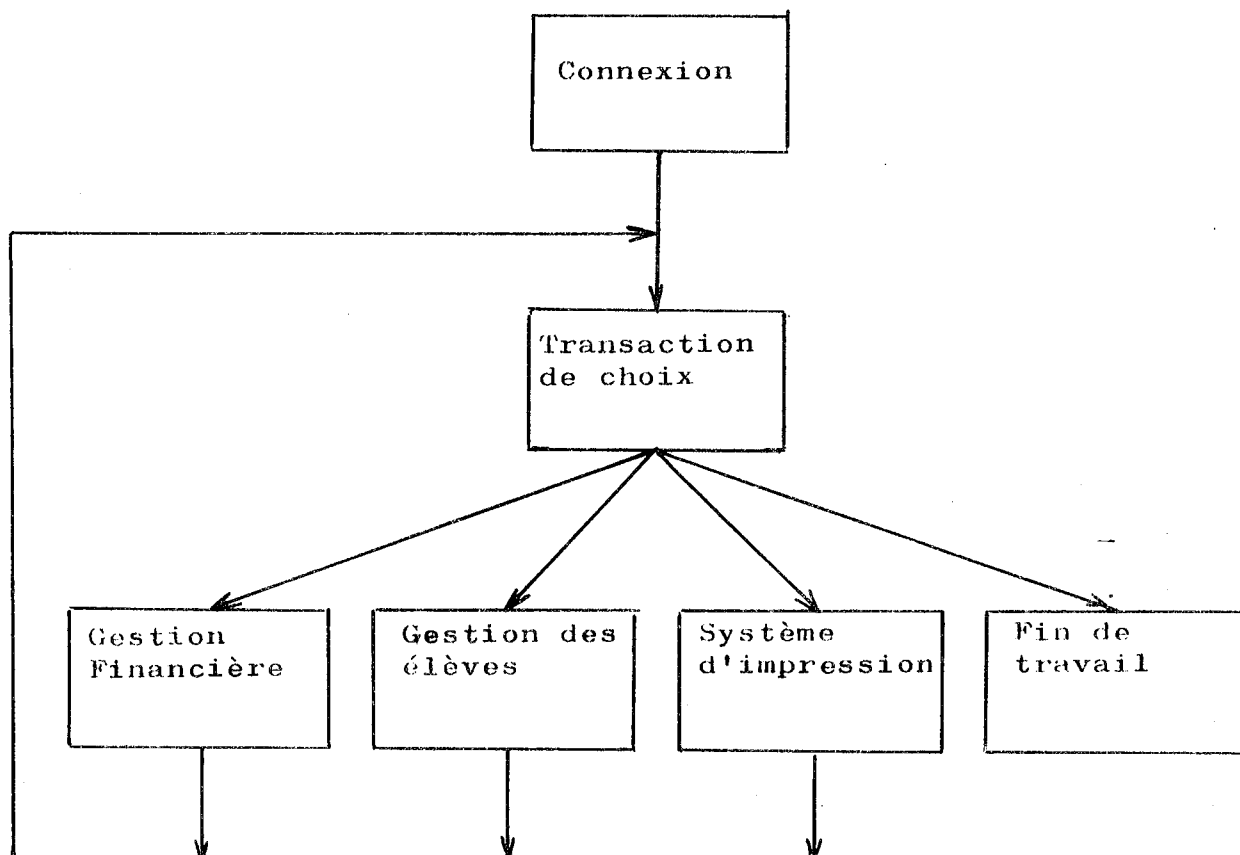 Connexion
Transaction
de choix
Gestion
Financière
Gestion des
élèves
Système
d'impression
Fin de
travail